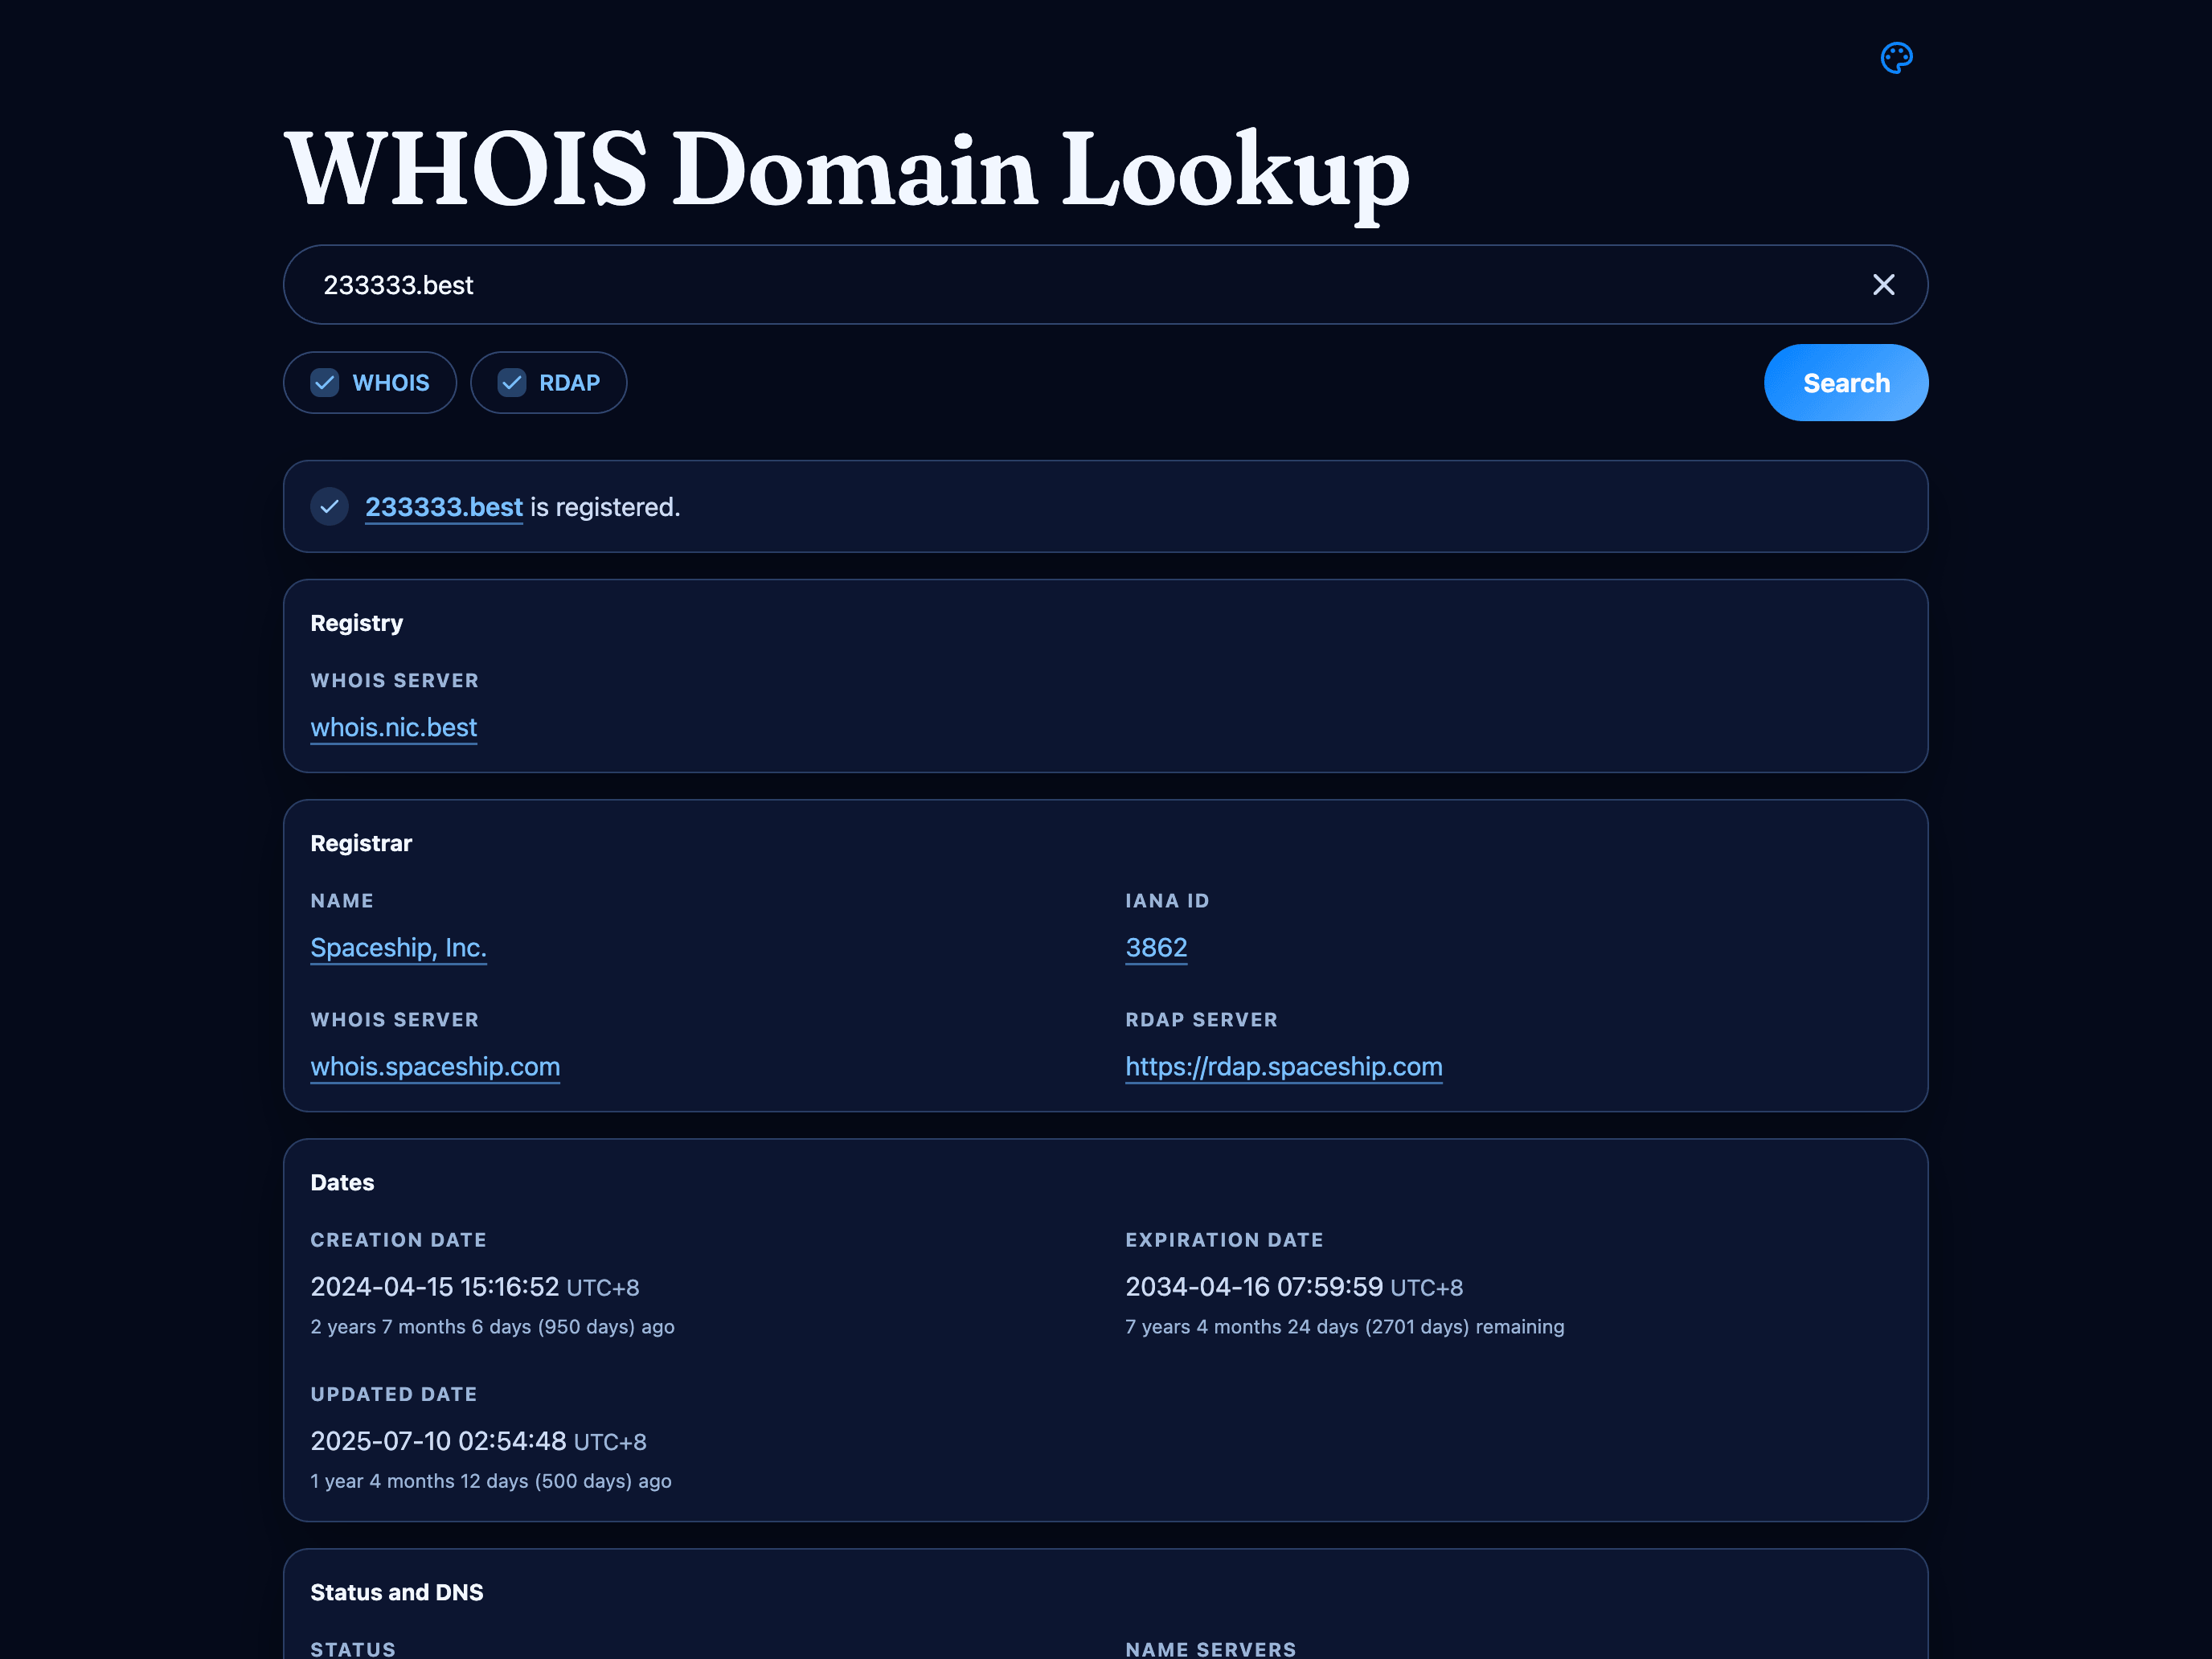 WHOIS Domain Lookup
233333.best
WHOIS
RDAP
Search
233333.best is registered.
Registry
WHOIS SERVER
whois.nic.best
Registrar
NAME
IANA ID
Spaceship, Inc.
3862
WHOIS SERVER
RDAP SERVER
whois.spaceship.com
https://rdap.spaceship.com
Dates
CREATION DATE
EXPIRATION DATE
2024-04-15 15:16:52 UTC+8
2034-04-16 07:59:59 UTC+8
2 years 7 months 6 days (950 days) ago
7 years 4 months 24 days (2701 days) remaining
UPDATED DATE
2025-07-10 02:54:48 UTC+8
1 year 4 months 12 days (500 days) ago
Status and DNS
STATUS
NAME SERVERS